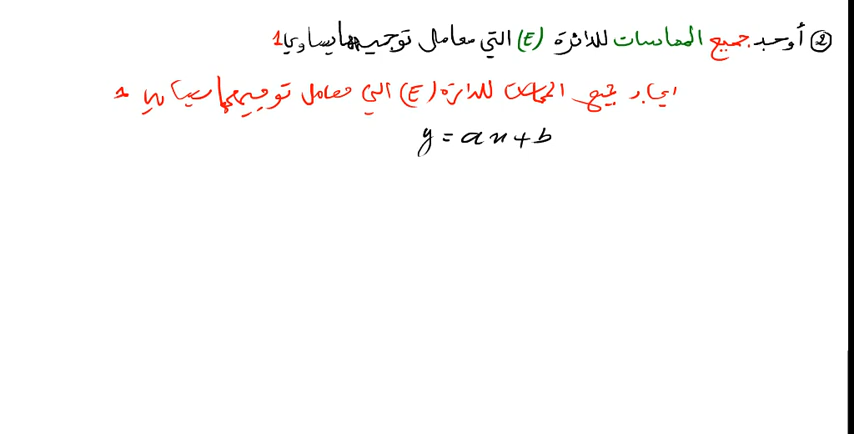 ② أوجد جميع المماسات للدائرة (E) التي معامل توجيهها يساوي 1
ايجاد جميع المماسات للدائرة (E) التي معامل توجيهها يساوي 1
y = ax + b